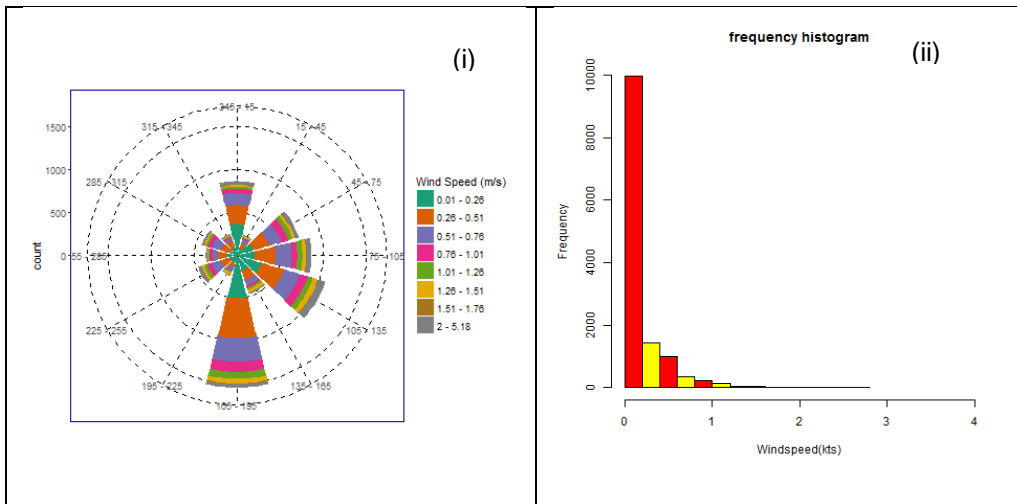 (i)
345 - 15
315 - 345
15 - 45
1500
285 - 315
45 - 75
1000
500
0
255 - 285
75 - 105
count
225 - 255
105 - 135
195 - 225
135 - 165
165 - 195
Wind Speed (m/s)
0.01 - 0.26
0.26 - 0.51
0.51 - 0.76
0.76 - 1.01
1.01 - 1.26
1.26 - 1.51
1.51 - 1.76
2 - 5.18
frequency histogram
(ii)
10000
8000
6000
4000
2000
0
Frequency
0 1 2 3 4
Windspeed(kts)